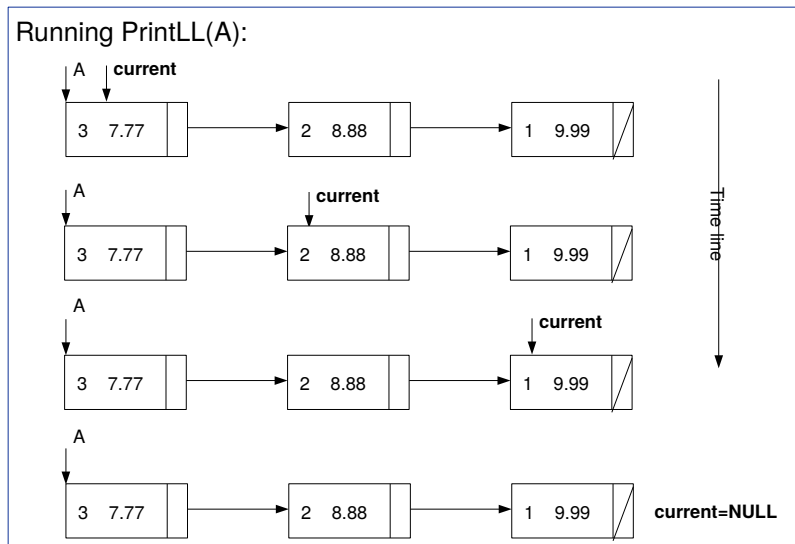 Running PrintLL(A):
A current
3 7.77 2 8.88 1 9.99
A
current
3 7.77 2 8.88 1 9.99
Time line
A
current
3 7.77 2 8.88 1 9.99
A
3 7.77 2 8.88 1 9.99 current=NULL